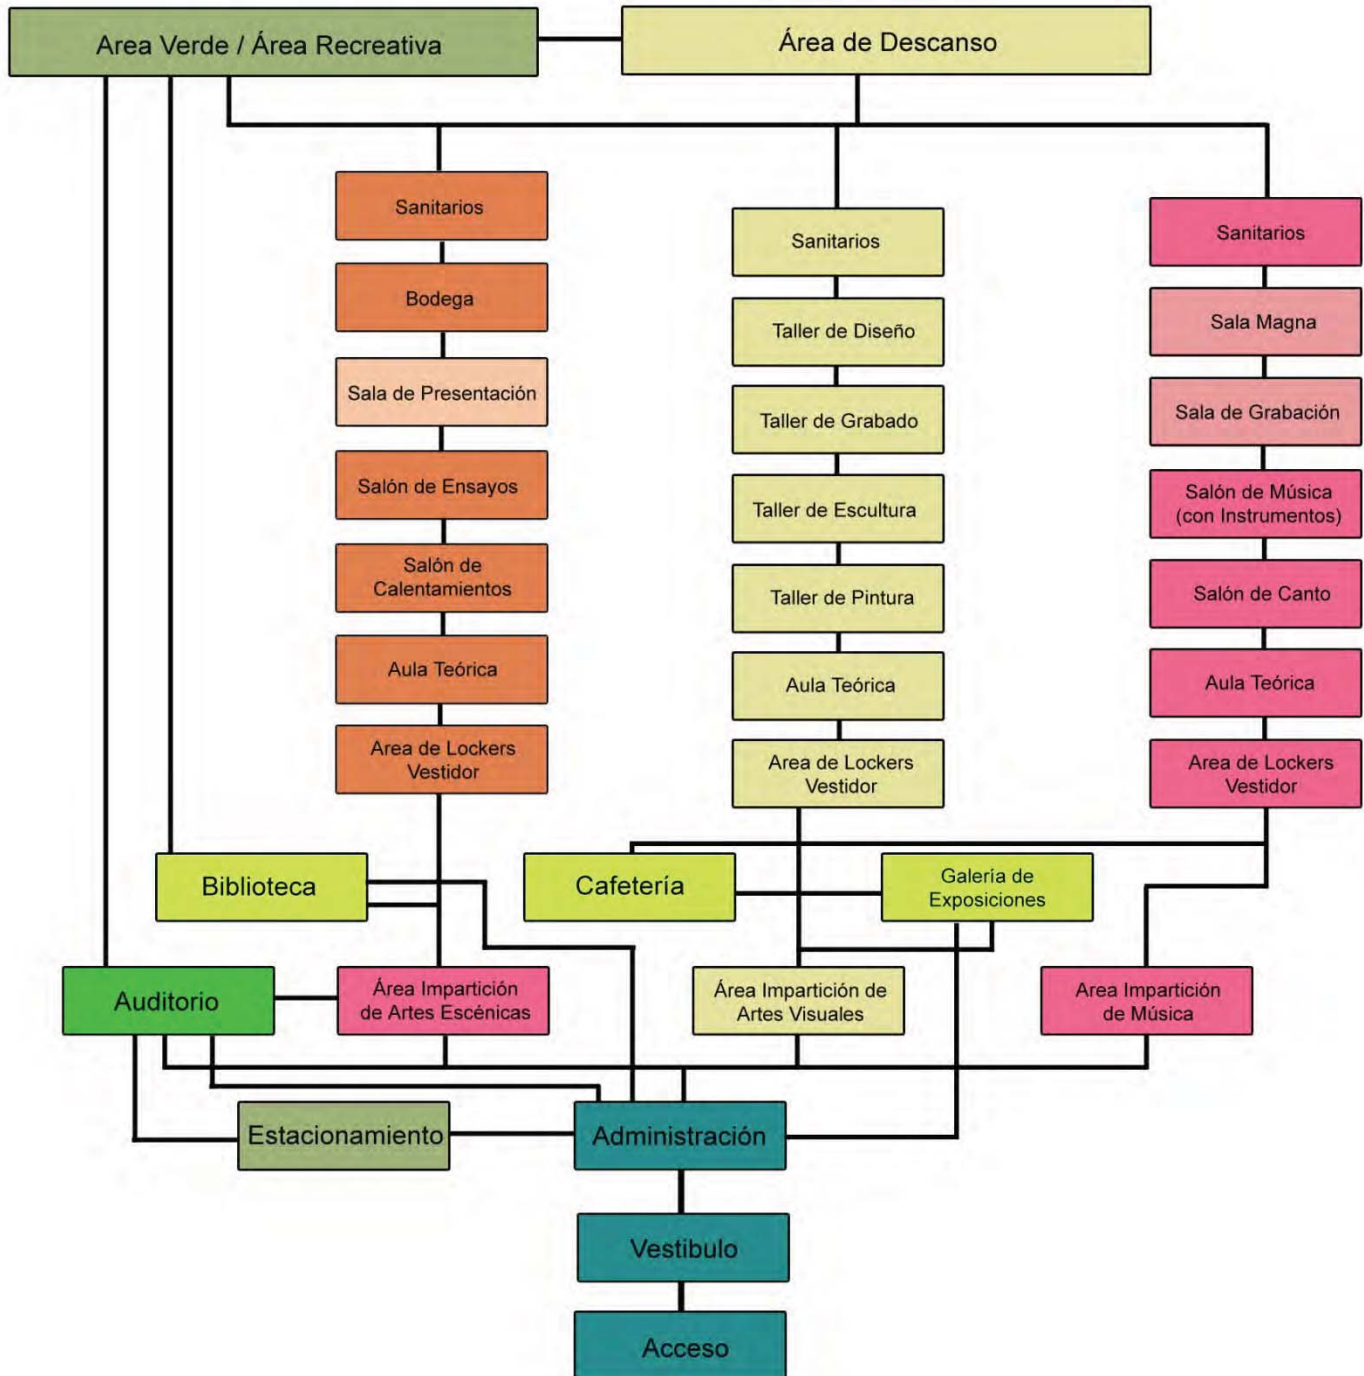 Area Verde / Área Recreativa
Área de Descanso
Sanitarios
Bodega
Sala de Presentación
Salón de Ensayos
Salón de
Calentamientos
Aula Teórica
Area de Lockers
Vestidor
Sanitarios
Taller de Diseño
Taller de Grabado
Taller de Escultura
Taller de Pintura
Aula Teórica
Area de Lockers
Vestidor
Sanitarios
Sala Magna
Sala de Grabación
Salón de Música
(con Instrumentos)
Salón de Canto
Aula Teórica
Area de Lockers
Vestidor
Biblioteca
Cafetería
Galería de
Exposiciones
Auditorio
Área Impartición
de Artes Escénicas
Área Impartición de
Artes Visuales
Area Impartición
de Música
Estacionamiento
Administración
Vestibulo
Acceso